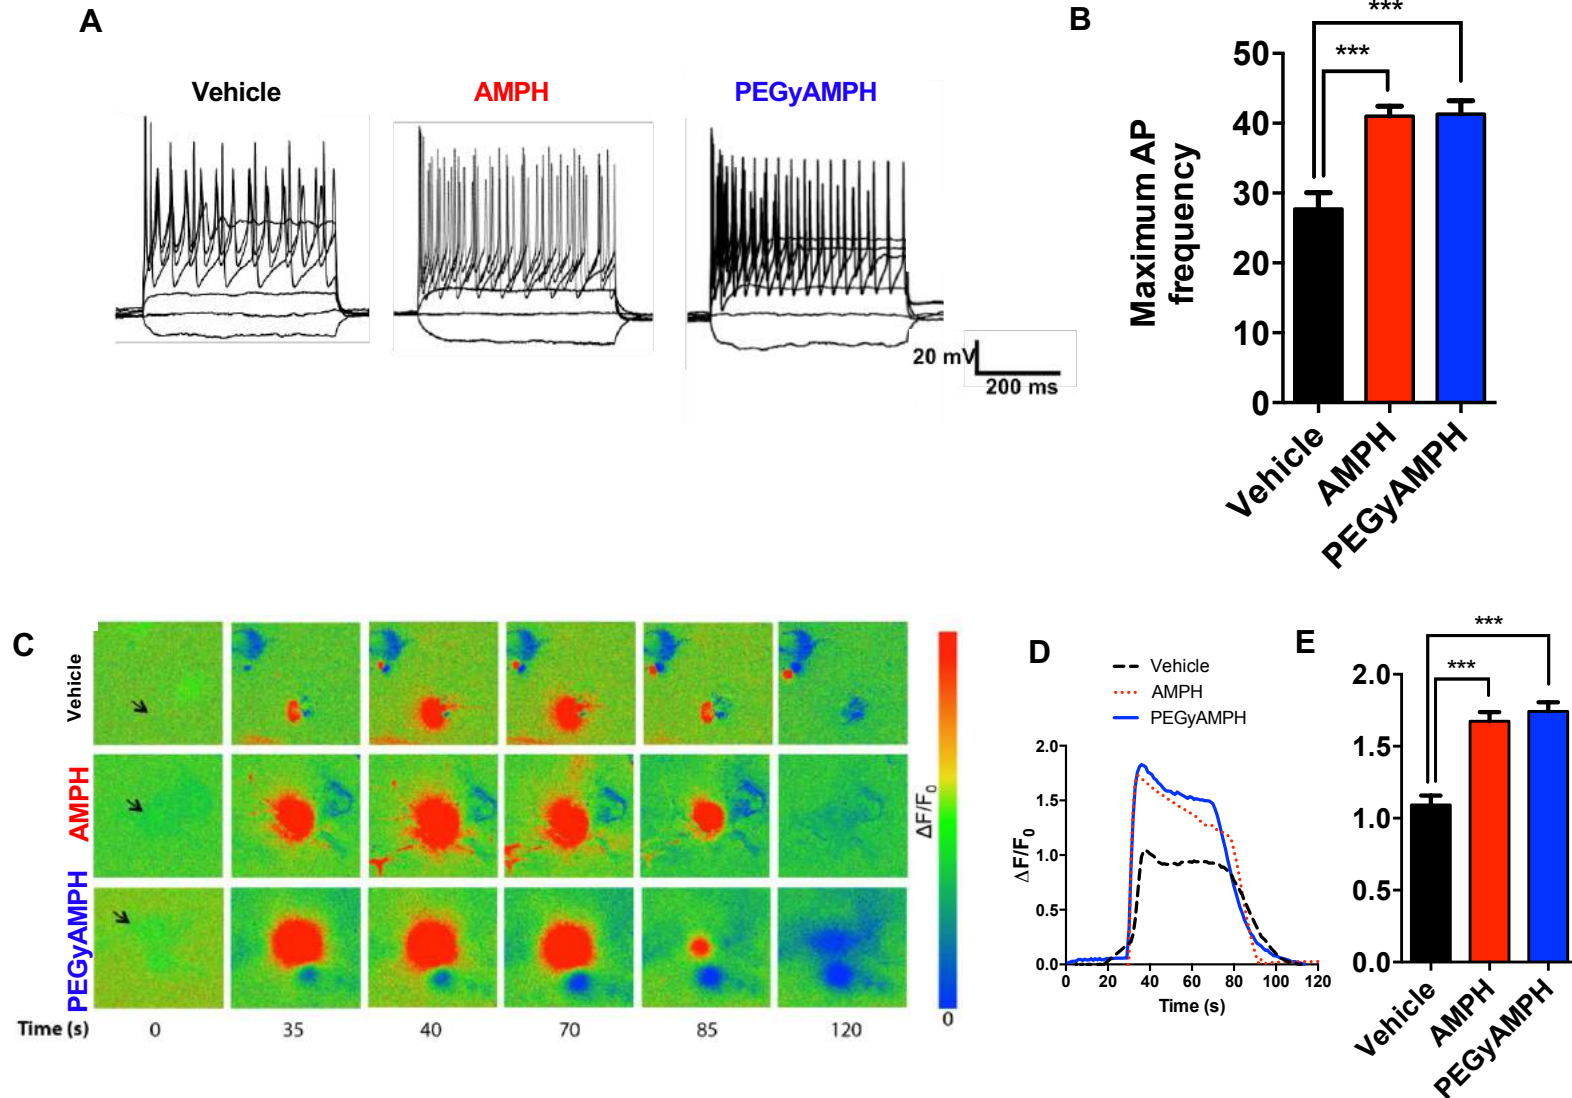 A
Vehicle
AMPH
PEGyAMPH
20 mV
200 ms
B
***
***
Maximum AP
frequency
50
40
30
20
10
0
Vehicle
AMPH
PEGyAMPH
C
Vehicle
AMPH
PEGyAMPH
Time (s)
0
35
40
70
85
120
ΔF/F0
0
D
Vehicle
AMPH
PEGyAMPH
ΔF/F0
2.0
1.5
1.0
0.5
0.0
0
20
40
60
80
100
120
Time (s)
E
***
***
2.0
1.5
1.0
0.5
0.0
Vehicle
AMPH
PEGyAMPH